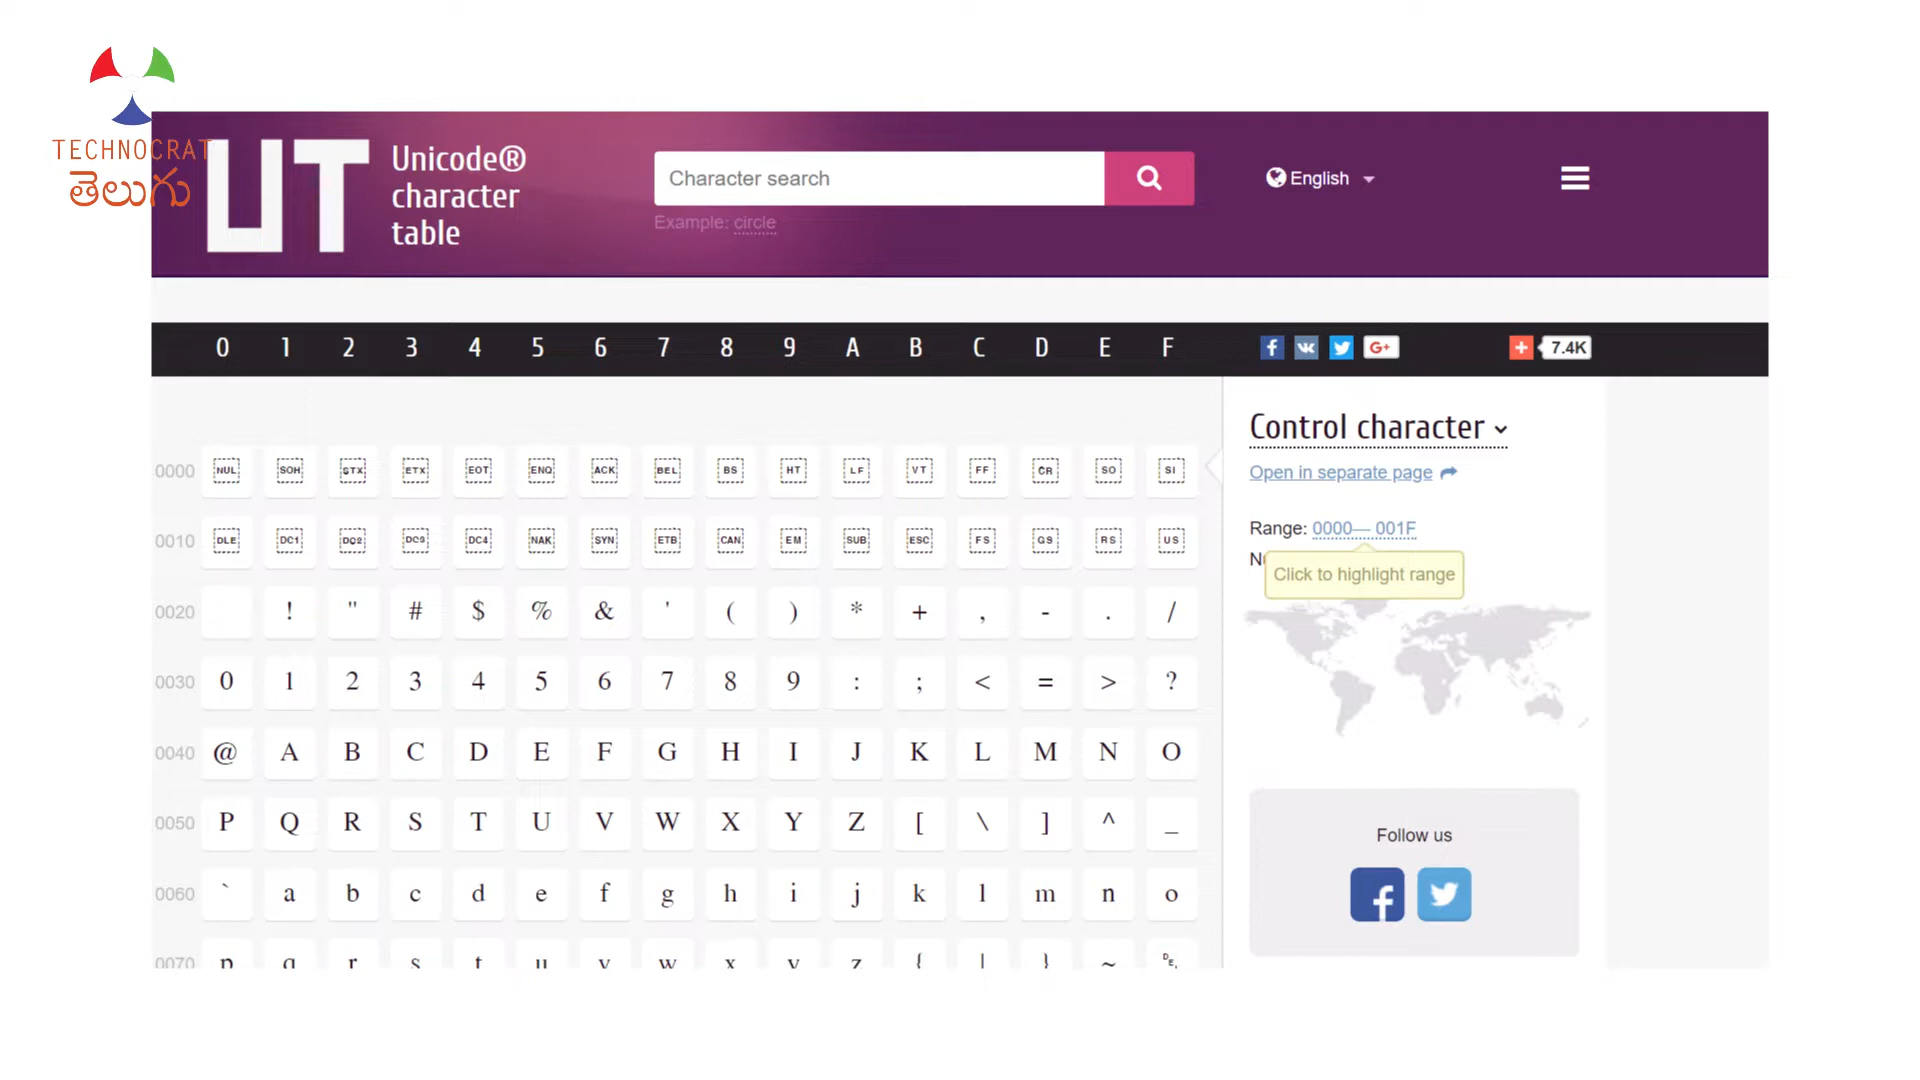 TECHNOCRAT
తెలుగు
UT
Unicode®
character
table
Character search
Example: circle
English
0 1 2 3 4 5 6 7 8 9 A B C D E F
7.4K
Control character
Open in separate page
Range: 0000— 001F
Click to highlight range
0000 NUL SOH STX ETX EOT ENQ ACK BEL BS HT LF VT FF CR SO SI
0010 DLE DC1 DC2 DC3 DC4 NAK SYN ETB CAN EM SUB ESC FS GS RS US
0020 ! " # $ % & ' ( ) * + , - . /
0030 0 1 2 3 4 5 6 7 8 9 : ; < = > ?
0040 @ A B C D E F G H I J K L M N O
0050 P Q R S T U V W X Y Z [ \ ] ^ _
0060 ` a b c d e f g h i j k l m n o
0070 p q r s t u v w x y z { | } ~
Follow us